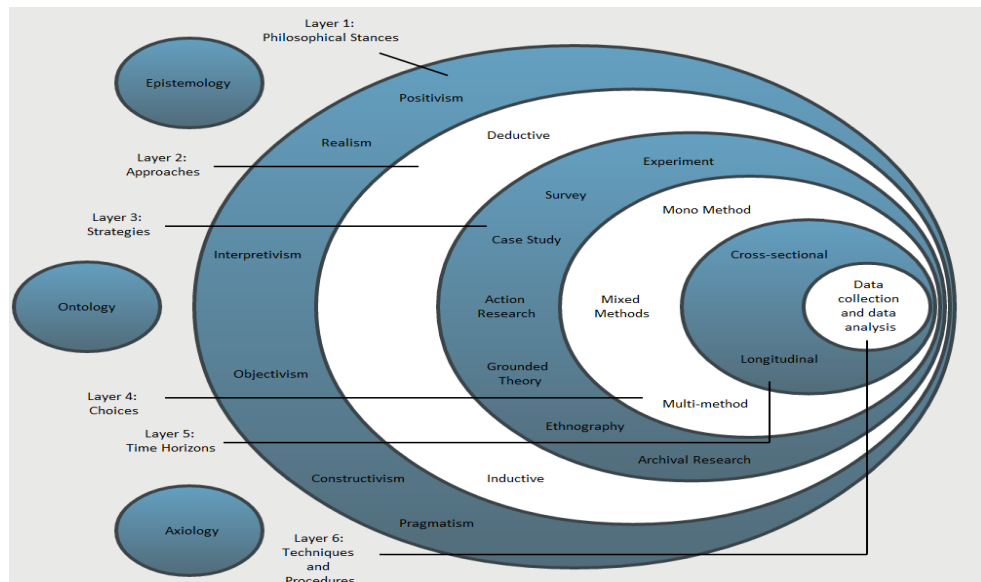 Layer 1:
Philosophical Stances
Epistemology
Positivism
Realism
Deductive
Layer 2:
Approaches
Experiment
Survey
Mono Method
Layer 3:
Strategies
Case Study
Interpretivism
Cross-sectional
Ontology
Action
Research
Mixed
Methods
Data
collection
and data
analysis
Longitudinal
Objectivism
Grounded
Theory
Layer 4:
Choices
Multi-method
Layer 5:
Time Horizons
Ethnography
Archival Research
Constructivism
Inductive
Axiology
Pragmatism
Layer 6:
Techniques
and
Procedures